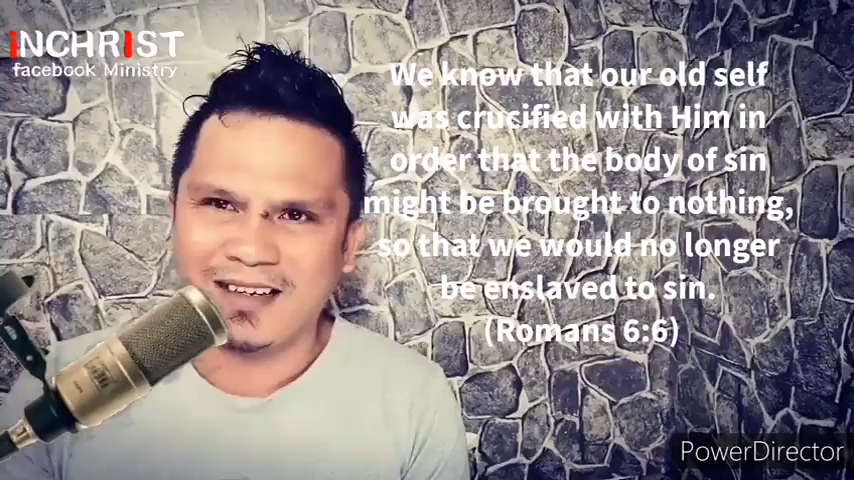 INCHRIST
facebook Ministry
We know that our old self
was crucified with Him in
order that the body of sin
might be brought to nothing,
so that we would no longer
be enslaved to sin.
(Romans 6:6)
PowerDirector